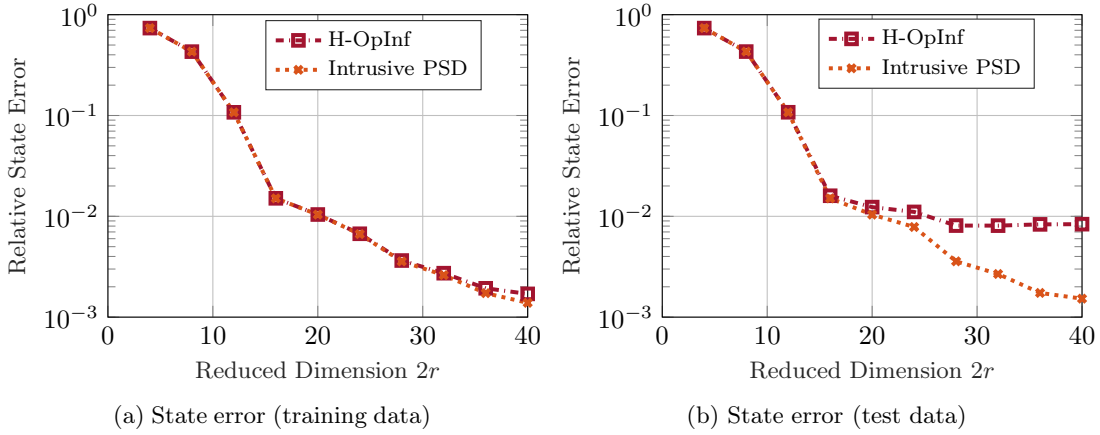 H-OpInf
Intrusive PSD
Relative State Error
10^0
10^−1
10^−2
10^−3
0 10 20 30 40
Reduced Dimension 2r
(a) State error (training data)
H-OpInf
Intrusive PSD
Relative State Error
10^0
10^−1
10^−2
10^−3
0 10 20 30 40
Reduced Dimension 2r
(b) State error (test data)